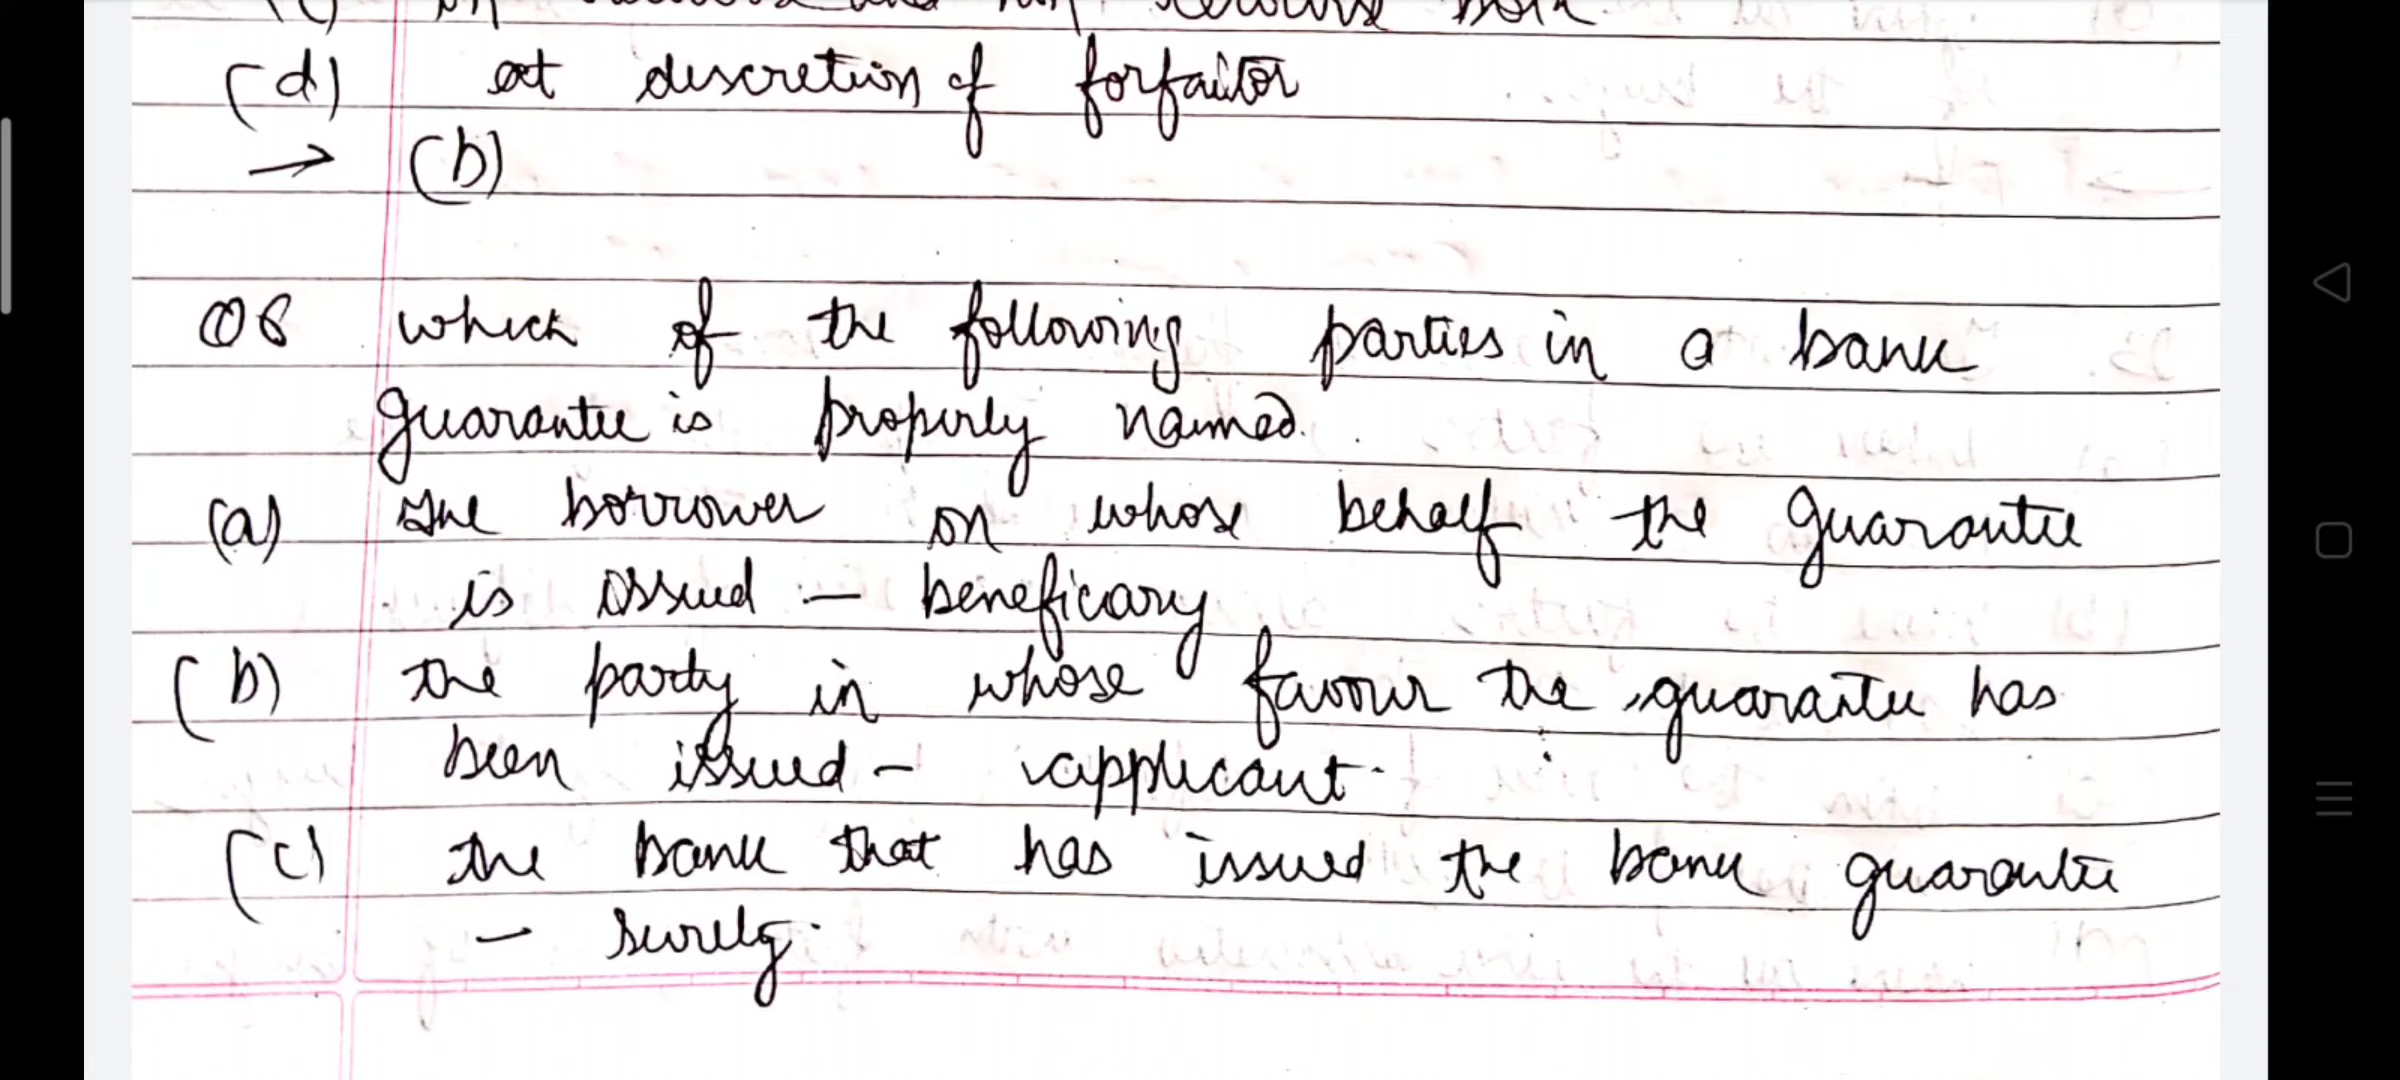 (d) at discretion of forfaitor
→ (b)
Q6 which of the following parties in a bank
guarantee is properly named.
(a) The borrower on whose behalf the guarantee
is issued - beneficary
(b) the party in whose favour the guarantee has
been issued - applicant.
(c) the bank that has issued the bank guarantee
- surety.